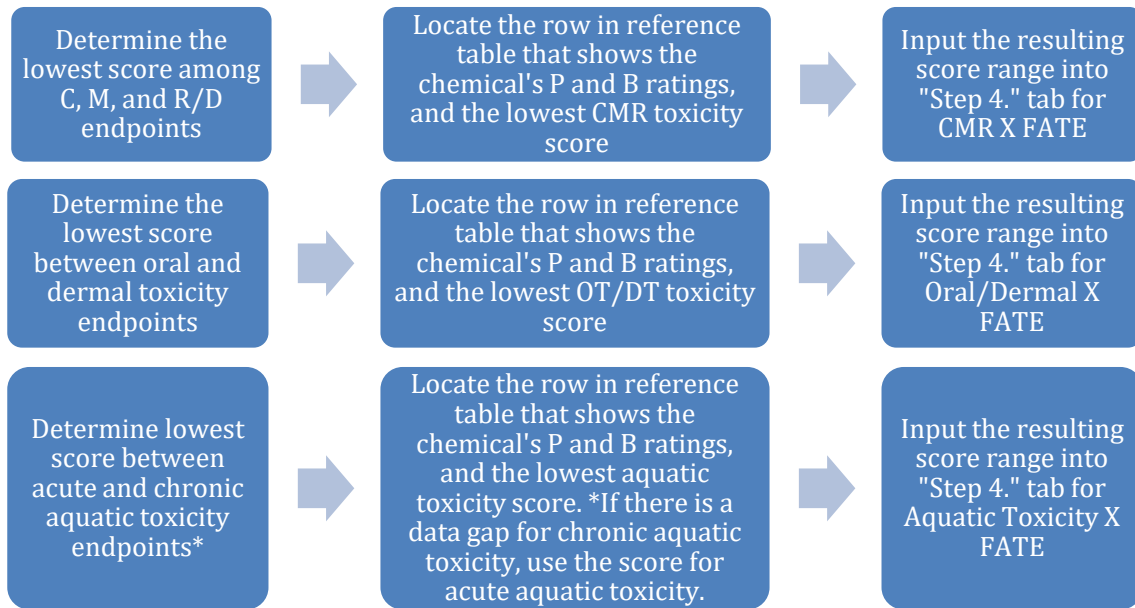 Determine the
lowest score among
C, M, and R/D
endpoints
Locate the row in reference
table that shows the
chemical's P and B ratings,
and the lowest CMR toxicity
score
Input the resulting
score range into
"Step 4." tab for
CMR X FATE
Determine the
lowest score
between oral and
dermal toxicity
endpoints
Locate the row in reference
table that shows the
chemical's P and B ratings,
and the lowest OT/DT toxicity
score
Input the resulting
score range into
"Step 4." tab for
Oral/Dermal X
FATE
Determine lowest
score between
acute and chronic
aquatic toxicity
endpoints*
Locate the row in reference
table that shows the
chemical's P and B ratings,
and the lowest aquatic
toxicity score. *If there is a
data gap for chronic aquatic
toxicity, use the score for
acute aquatic toxicity.
Input the resulting
score range into
"Step 4." tab for
Aquatic Toxicity X
FATE